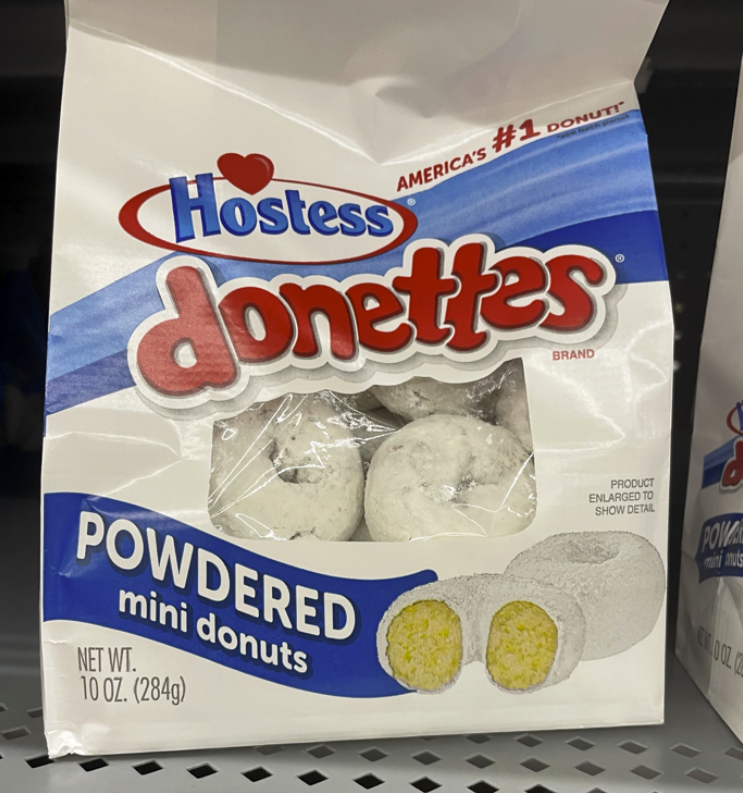 AMERICA'S #1 DONUT!*
Hostess®
donettes®
BRAND
PRODUCT
ENLARGED TO
SHOW DETAIL
POWDERED
mini donuts
NET WT.
10 OZ. (284g)
mini